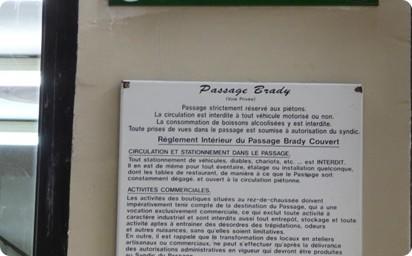 Passage Brady
(Voie Privée)
Passage strictement réservé aux piétons.
La circulation est interdite à tout véhicule motorisé ou non.
La consommation de boissons alcoolisées y est interdite.
Toute prises de vues dans le passage est soumise à autorisation du syndic.
Réglement Intérieur du Passage Brady Couvert
CIRCULATION ET STATIONNEMENT DANS LE PASSAGE.
Tout stationnement de véhicules, diables, chariots, etc. ... est INTERDIT.
Il en est de même pour tout éventaire, étalage ou installation quelconque,
dont les tables de restaurant, de manière à ce que le Passage soit
constamment dégagé, et ouvert à la circulation piétonne.
ACTIVITES COMMERCIALES.
Les activités des boutiques situées au rez-de-chaussée doivent
impérativement tenir compte de la destination du Passage, qui a une
vocation exclusivement commerciale, ce qui exclut toute activité à
caractère industriel et sont interdits aussi tout entrepôt, stockage et toute
activité aptes à entraîner des désordres des trépidations, odeurs
et autres nuisances, sans qu'elles soient limitatives.
En outre, il est rappelé que le transformation des locaux en ateliers
artisanaux ou commerciaux, ne peut s'effectuer qu'après la délivrance
des autorisations administratives en vigueur qui devront être produites
au Syndic du Passage.